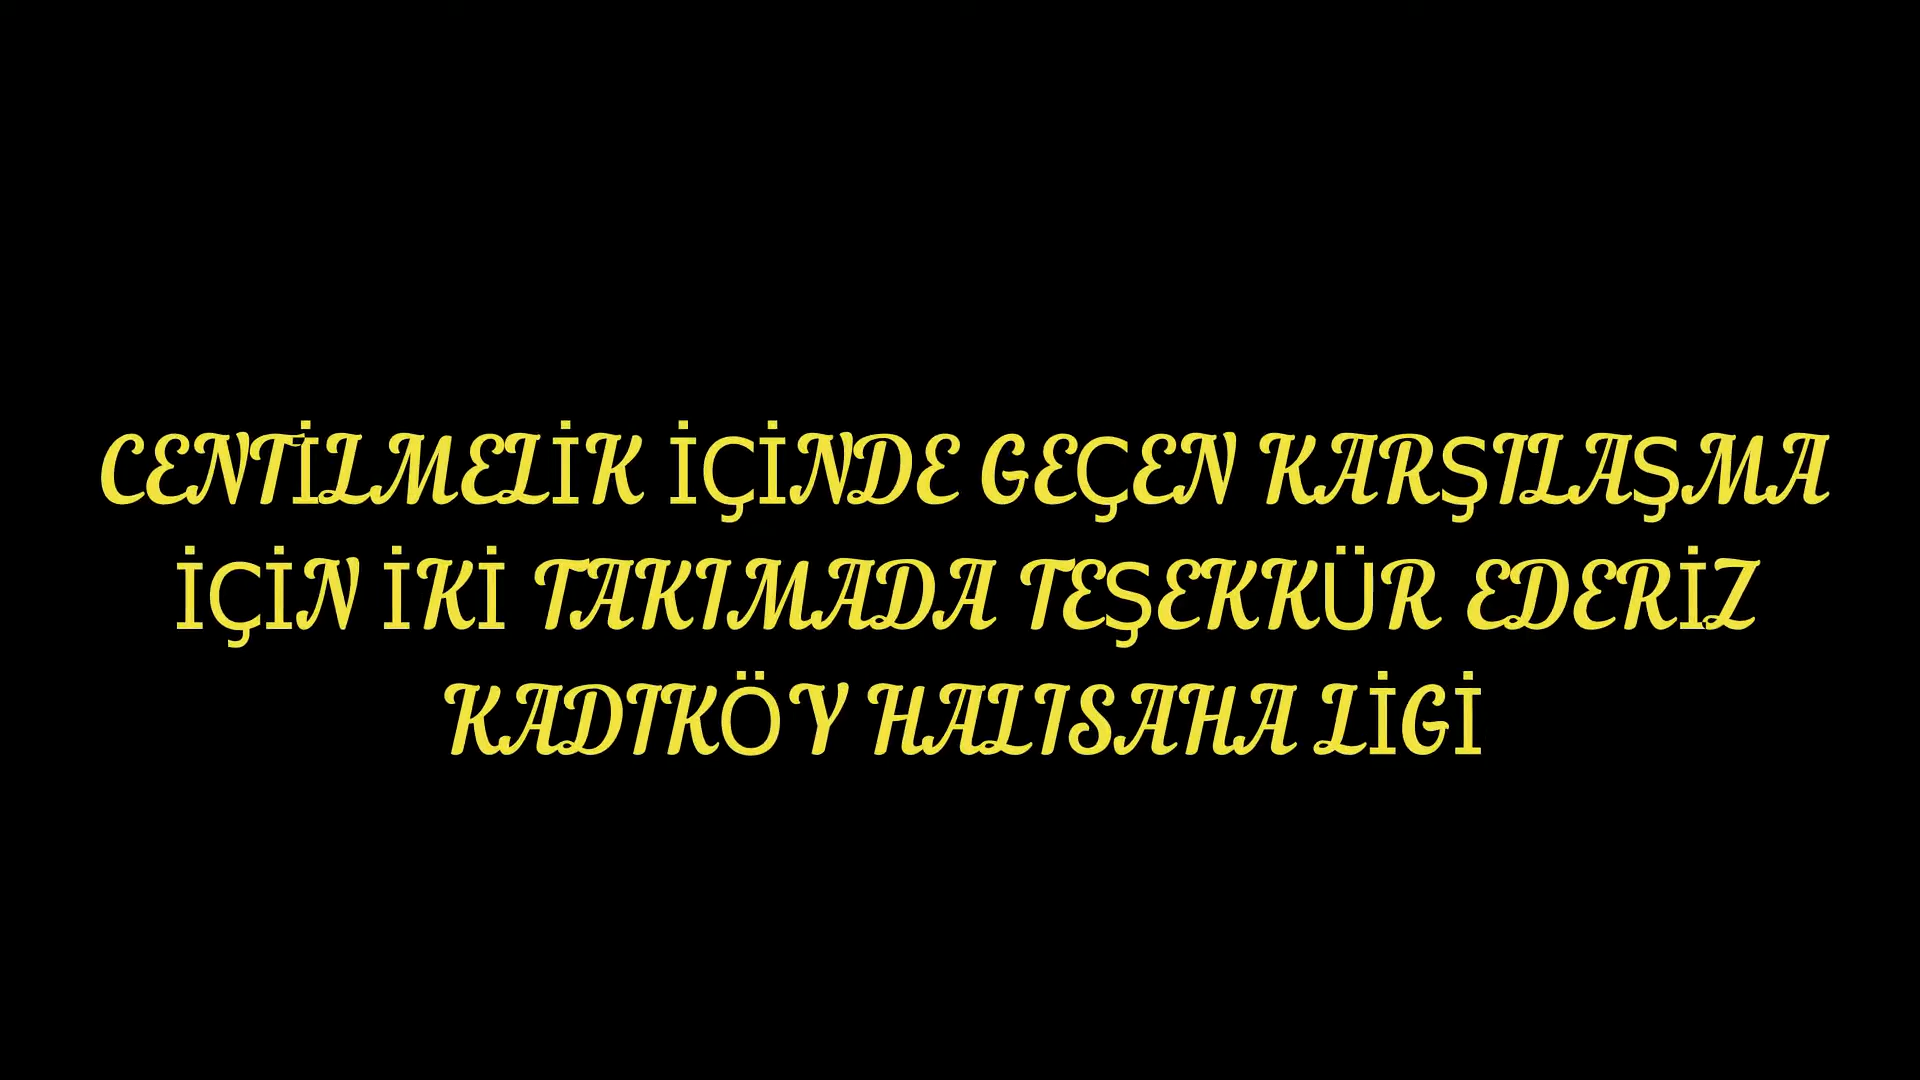 CENTİLMELİK İÇİNDE GEÇEN KARŞILAŞMA
İÇİN İKİ TAKIMADA TEŞEKKÜR EDERİZ
KADIKÖY HALISAHA LİGİ